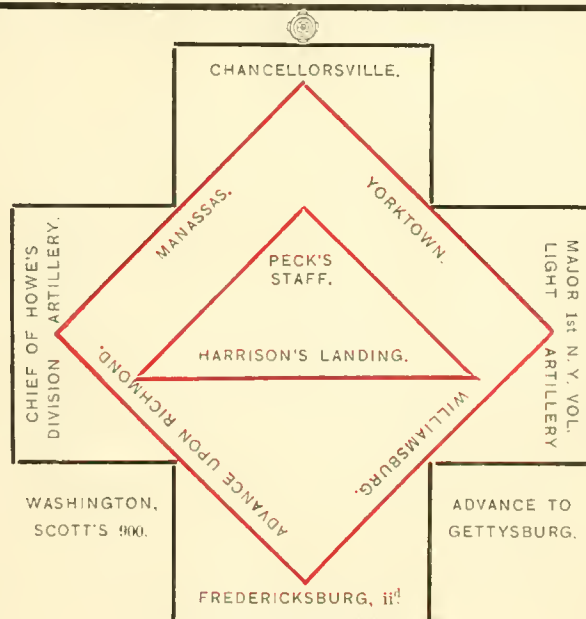 CHANCELLORSVILLE.
MANASSAS.
YORKTOWN.
CHIEF OF HOWE'S
DIVISION ARTILLERY.
PECK'S
STAFF.
MAJOR 1st N. Y. VOL.
LIGHT ARTILLERY
HARRISON'S LANDING.
ADVANCE UPON RICHMOND.
WILLIAMSBURG.
WASHINGTON,
SCOTT'S 900.
ADVANCE TO
GETTYSBURG.
FREDERICKSBURG, iid.